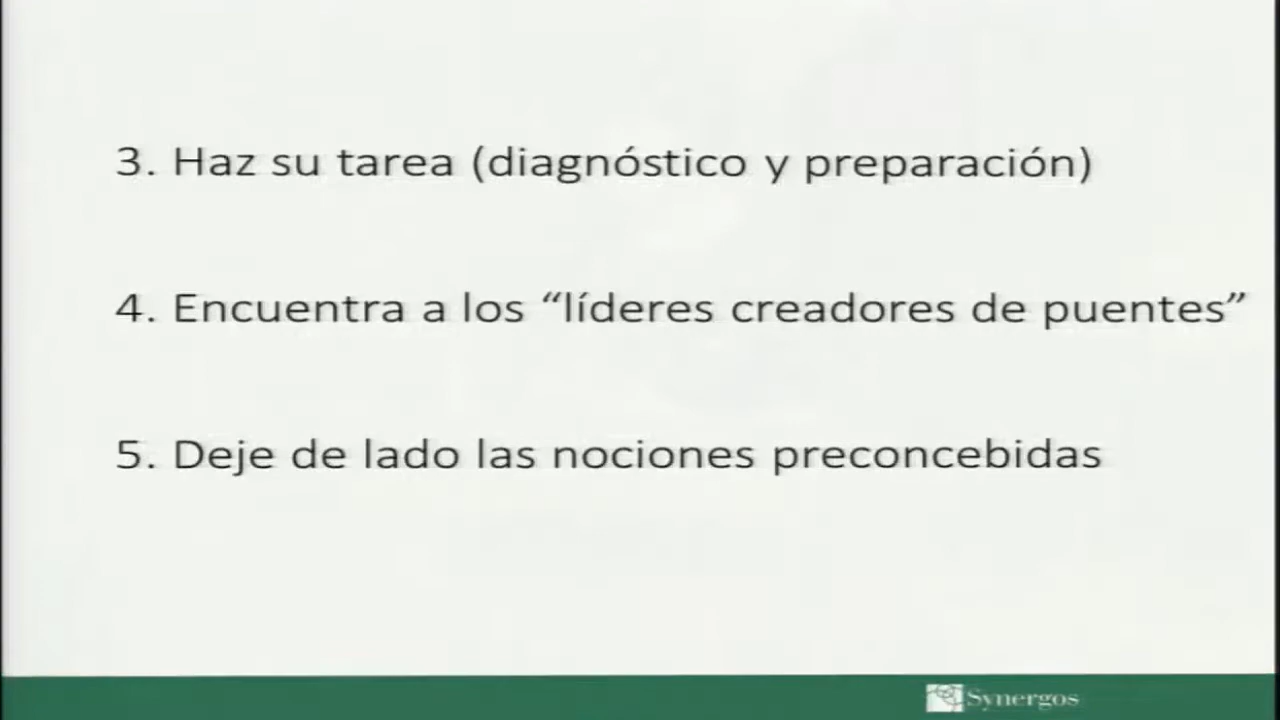 3. Haz su tarea (diagnóstico y preparación)
4. Encuentra a los “líderes creadores de puentes”
5. Deje de lado las nociones preconcebidas
Synergos